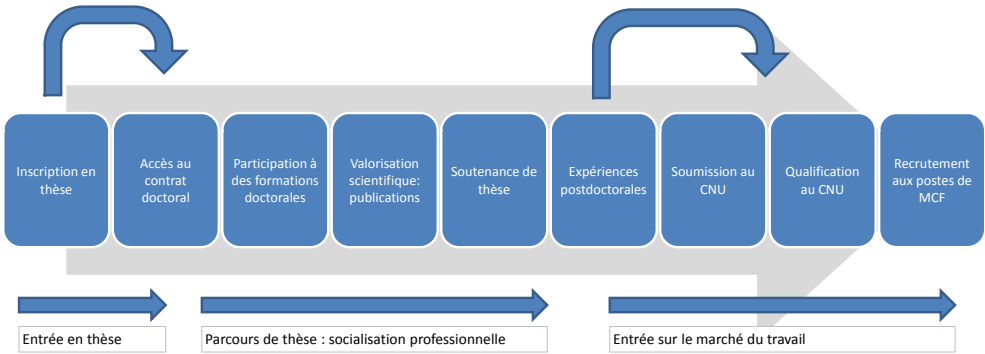 Inscription en
thèse
Accès au
contrat
doctoral
Participation à
des formations
doctorales
Valorisation
scientifique:
publications
Soutenance de
thèse
Expériences
postdoctorales
Soumission au
CNU
Qualification
au CNU
Recrutement
aux postes de
MCF
Entrée en thèse
Parcours de thèse : socialisation professionnelle
Entrée sur le marché du travail